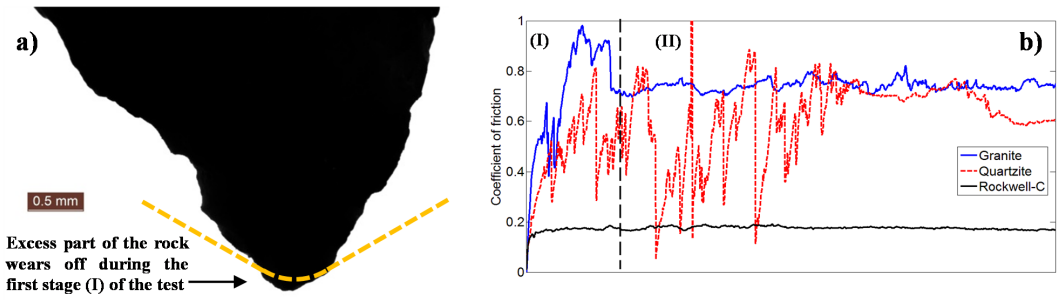 a)
0.5 mm
Excess part of the rock
wears off during the
first stage (I) of the test
b)
(I)
(II)
Coefficient of friction
1
0.8
0.6
0.4
0.2
0
Granite
Quartzite
Rockwell-C